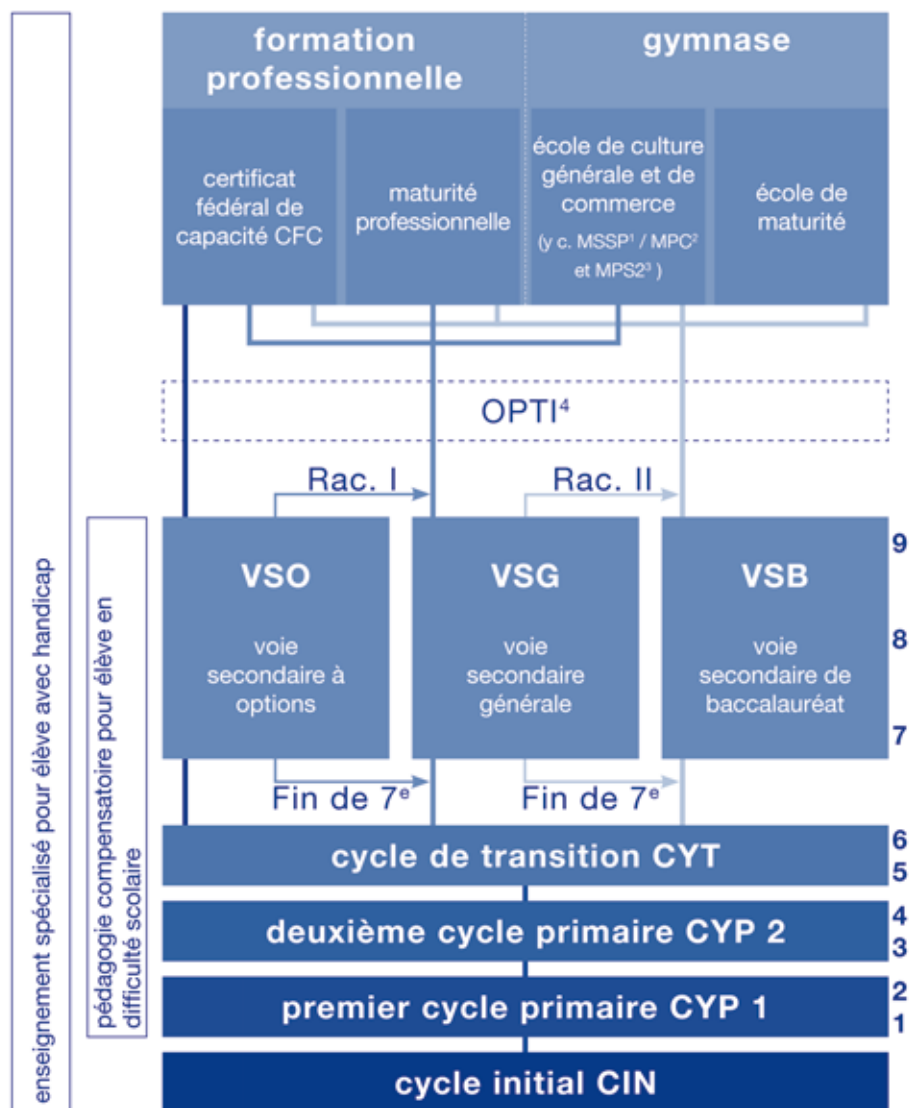 formation
professionnelle
gymnase
certificat
fédéral de
capacité CFC
maturité
professionnelle
école de culture
générale et de
commerce
(y c. MSSP¹ / MPC²
et MPS2³ )
école de
maturité
OPTI⁴
Rac. I
Rac. II
VSO
voie
secondaire à
options
VSG
voie
secondaire
générale
VSB
voie
secondaire de
baccalauréat
9
8
7
Fin de 7ᵉ
Fin de 7ᵉ
cycle de transition CYT
6
5
deuxième cycle primaire CYP 2
4
3
premier cycle primaire CYP 1
2
1
cycle initial CIN
enseignement spécialisé pour élève avec handicap
pédagogie compensatoire pour élève en
difficulté scolaire